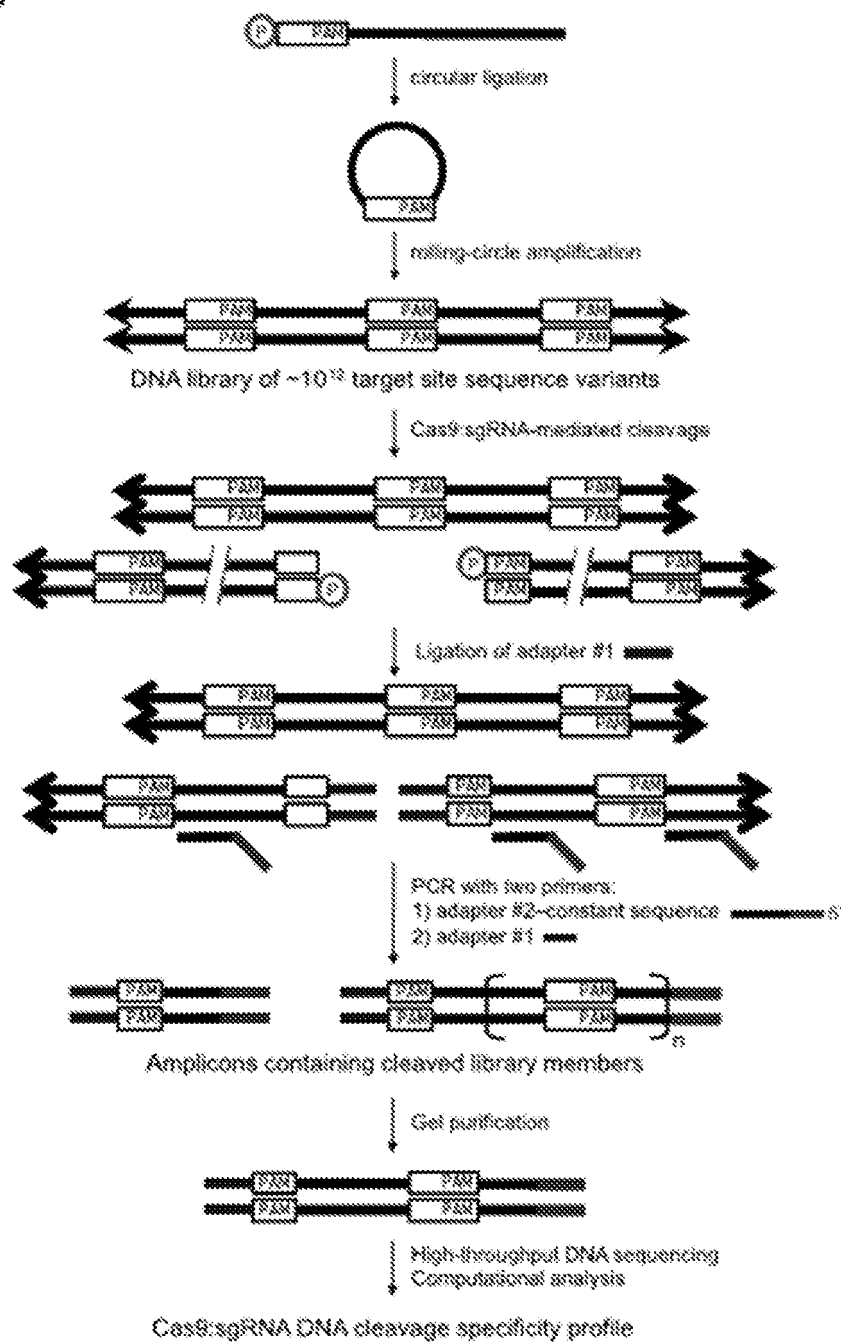 P PAM
circular ligation
PAM
rolling-circle amplification
PAM PAM PAM
PAM PAM PAM
DNA library of ~10¹² target site sequence variants
Cas9:sgRNA-mediated cleavage
PAM PAM PAM
PAM PAM PAM
PAM P PAM PAM
PAM P PAM PAM
Ligation of adapter #1
PAM PAM PAM
PAM PAM PAM
PAM PAM PAM
PAM PAM PAM
PCR with two primers:
1) adapter #2–constant sequence 5'
2) adapter #1
PAM PAM PAM
PAM PAM PAM
n
Amplicons containing cleaved library members
Gel purification
PAM PAM
PAM PAM
High-throughput DNA sequencing
Computational analysis
Cas9:sgRNA DNA cleavage specificity profile